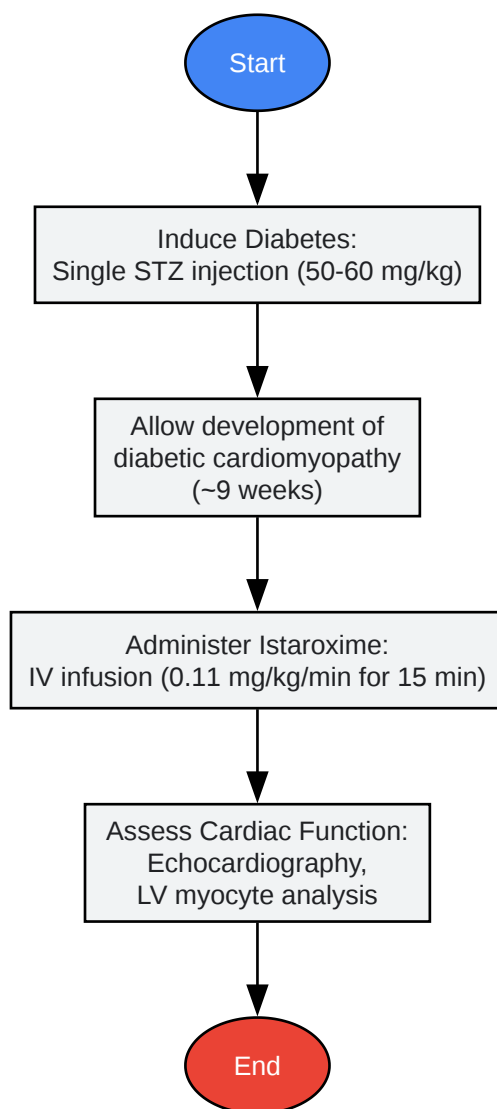 Start
Induce Diabetes:
Single STZ injection (50-60 mg/kg)
Allow development of
diabetic cardiomyopathy
(~9 weeks)
Administer Istaroxime:
IV infusion (0.11 mg/kg/min for 15 min)
Assess Cardiac Function:
Echocardiography,
LV myocyte analysis
End